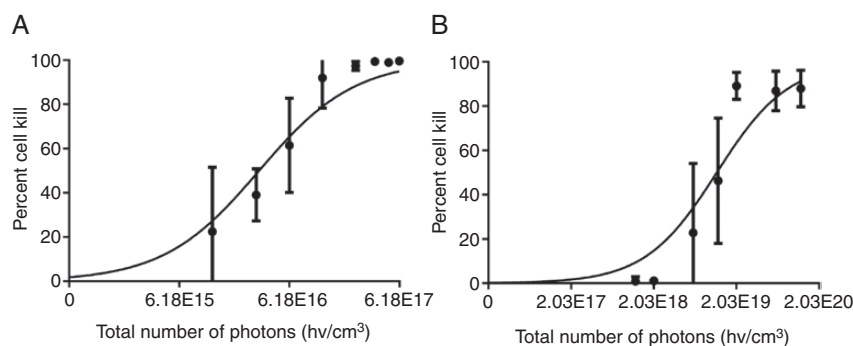 A
100
80
60
40
20
0
Percent cell kill
0
6.18E15
6.18E16
6.18E17
Total number of photons (hv/cm³)
B
100
80
60
40
20
0
Percent cell kill
0
2.03E17
2.03E18
2.03E19
2.03E20
Total number of photons (hv/cm³)